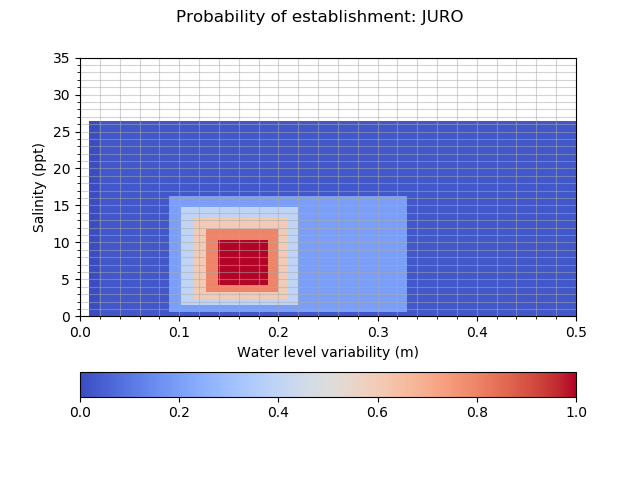 Probability of establishment: JURO
35
30
25
20
15
10
5
0
Salinity (ppt)
0.0 0.1 0.2 0.3 0.4 0.5
Water level variability (m)
0.0 0.2 0.4 0.6 0.8 1.0